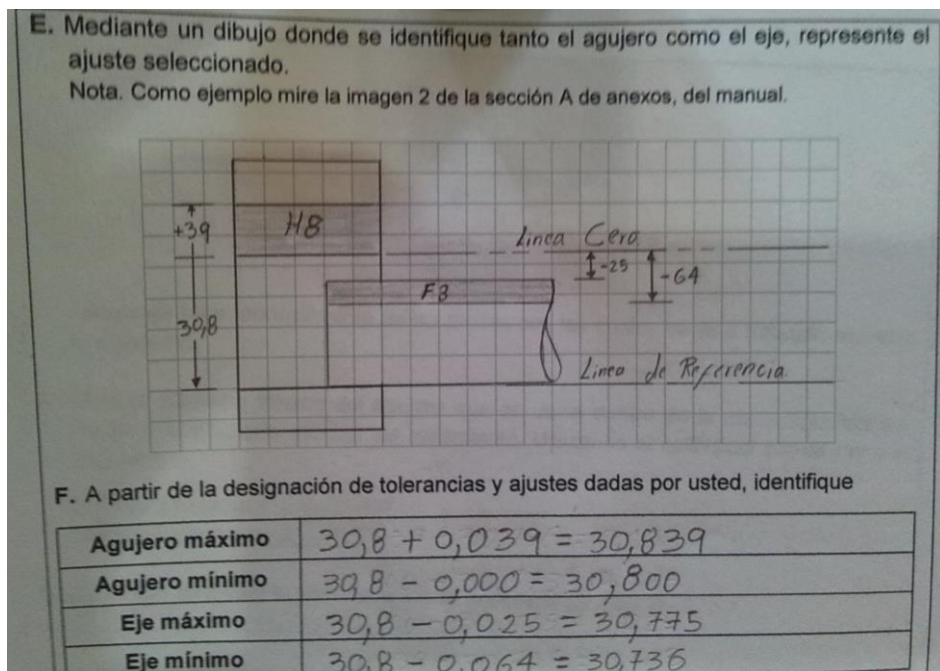 E. Mediante un dibujo donde se identifique tanto el agujero como el eje, represente el
ajuste seleccionado.
Nota. Como ejemplo mire la imagen 2 de la sección A de anexos, del manual.
+39
H8
Linea Cero
-25
-64
F8
30,8
Linea de Referencia
F. A partir de la designación de tolerancias y ajustes dadas por usted, identifique
Agujero máximo 30,8 + 0,039 = 30,839
Agujero mínimo 30,8 - 0,000 = 30,800
Eje máximo 30,8 - 0,025 = 30,775
Eje mínimo 30,8 - 0,064 = 30,736